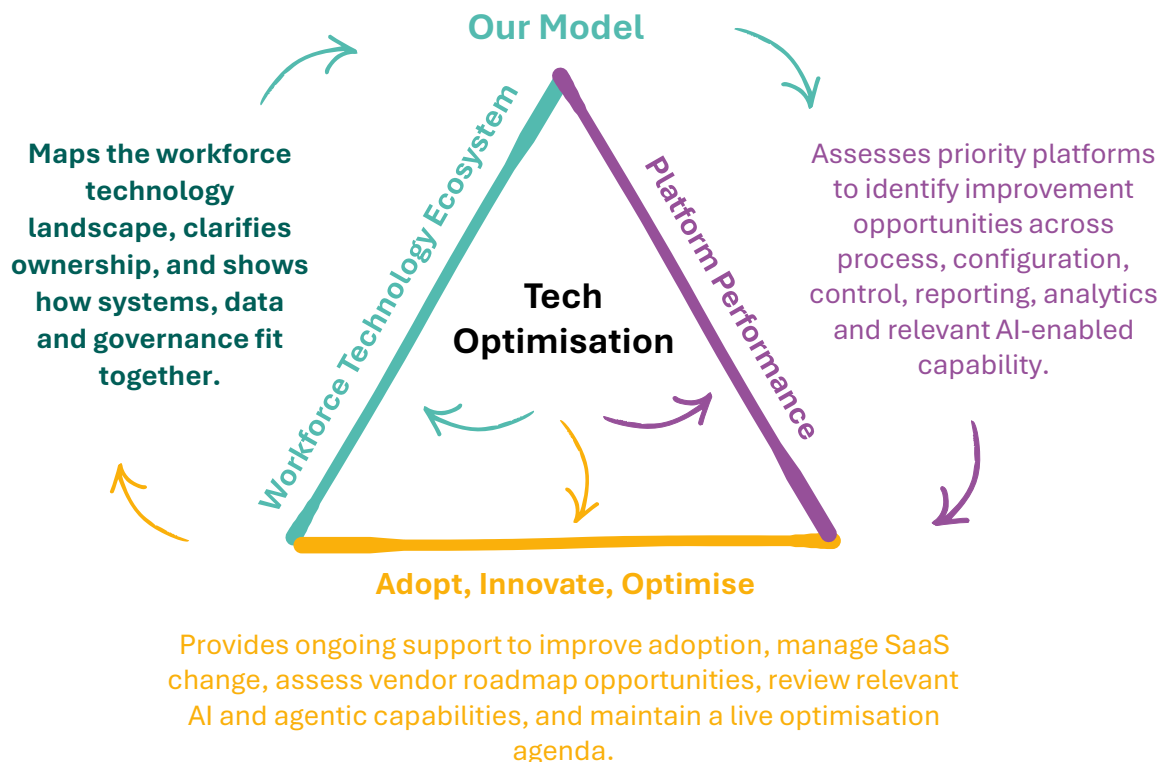 Our Model
Maps the workforce
technology
landscape, clarifies
ownership, and shows
how systems, data
and governance fit
together.
Workforce Technology Ecosystem
Tech
Optimisation
Platform Performance
Assesses priority platforms
to identify improvement
opportunities across
process, configuration,
control, reporting, analytics
and relevant AI-enabled
capability.
Adopt, Innovate, Optimise
Provides ongoing support to improve adoption, manage SaaS
change, assess vendor roadmap opportunities, review relevant
AI and agentic capabilities, and maintain a live optimisation
agenda.